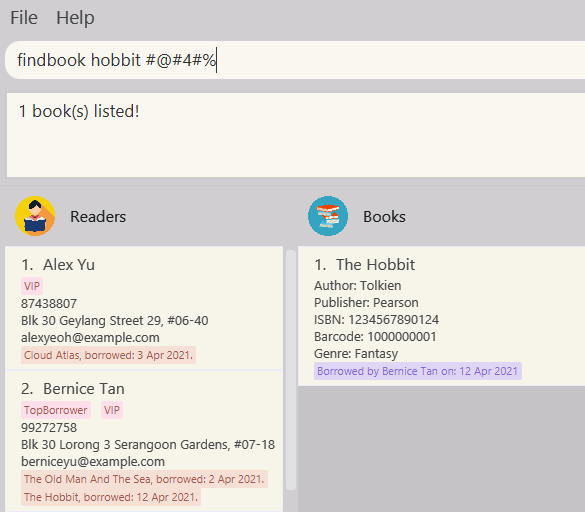 File Help
findbook hobbit #@#4#%
1 book(s) listed!
Readers
Books
1. Alex Yu
VIP
87438807
Blk 30 Geylang Street 29, #06-40
alexyeoh@example.com
Cloud Atlas, borrowed: 3 Apr 2021.
2. Bernice Tan
TopBorrower VIP
99272758
Blk 30 Lorong 3 Serangoon Gardens, #07-18
berniceyu@example.com
The Old Man And The Sea, borrowed: 2 Apr 2021.
The Hobbit, borrowed: 12 Apr 2021.
1. The Hobbit
Author: Tolkien
Publisher: Pearson
ISBN: 1234567890124
Barcode: 1000000001
Genre: Fantasy
Borrowed by Bernice Tan on: 12 Apr 2021